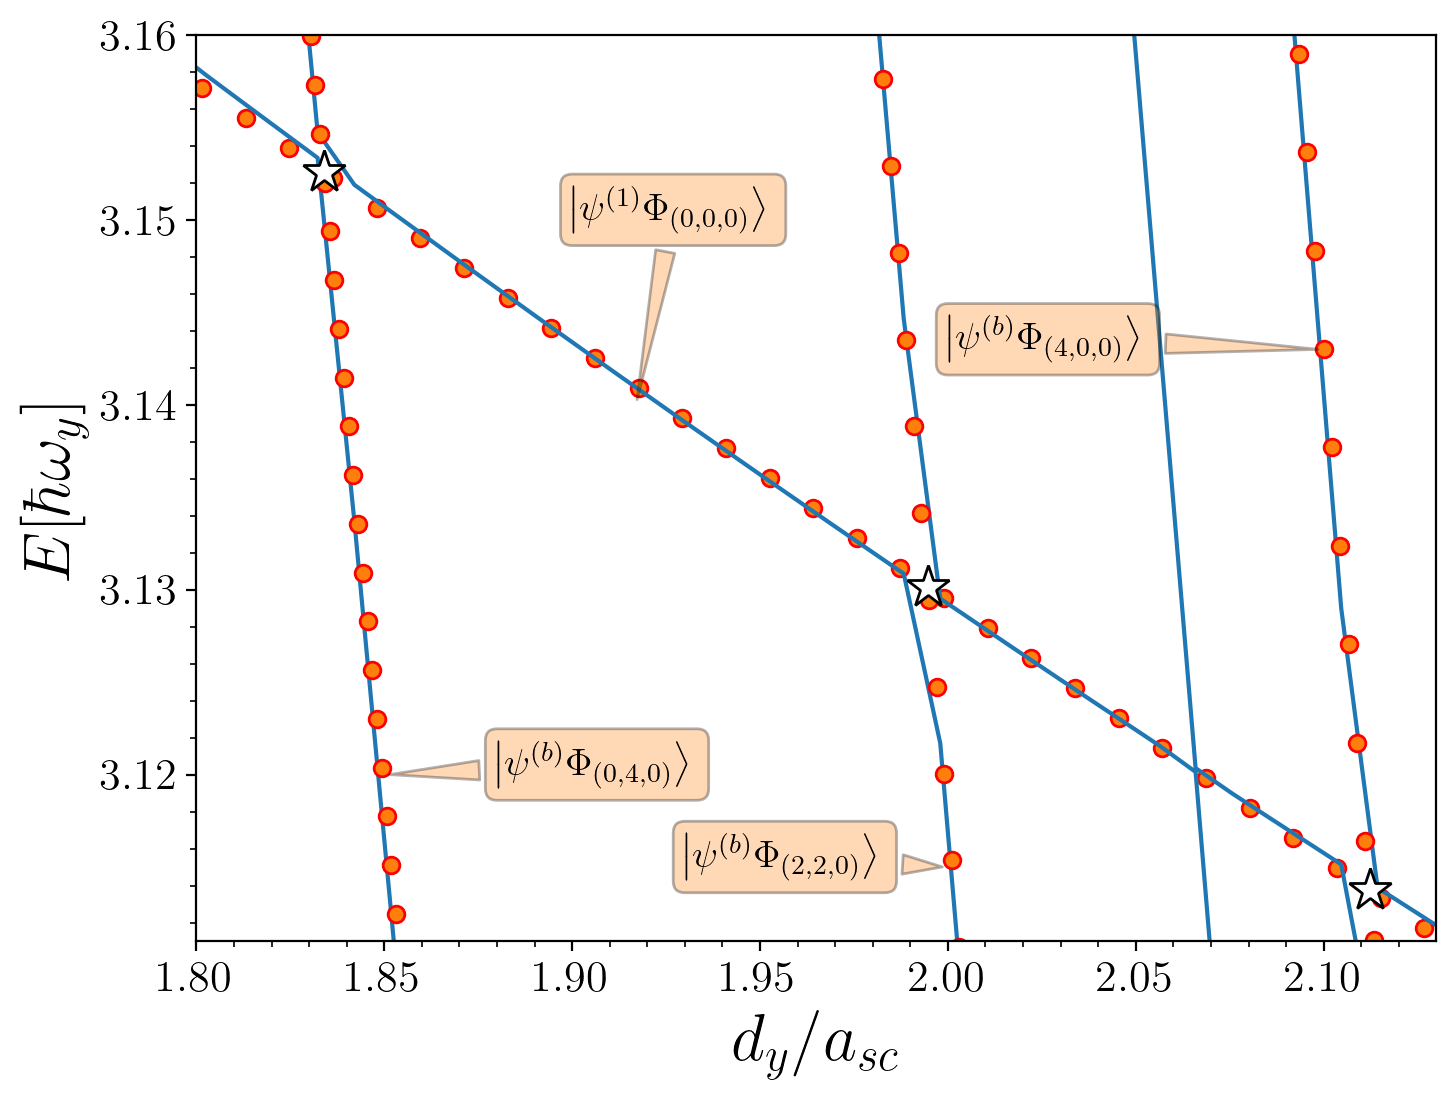 3.16
3.15
3.14
3.13
3.12
E[ħω_y]
|ψ^(1)Φ_(0,0,0)⟩
|ψ^(b)Φ_(4,0,0)⟩
|ψ^(b)Φ_(0,4,0)⟩
|ψ^(b)Φ_(2,2,0)⟩
1.80 1.85 1.90 1.95 2.00 2.05 2.10
d_y/a_sc